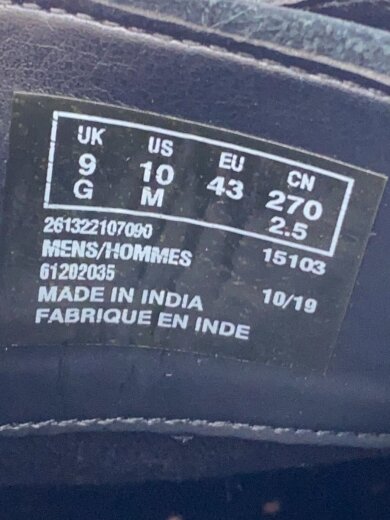 UK US EU CN
9 10 43 270
G M 2.5
261322107090 15103
MENS/HOMMES
61202035 10/19
MADE IN INDIA
FABRIQUE EN INDE